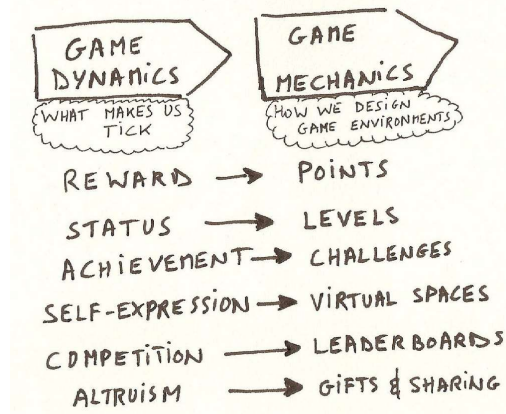 GAME
DYNAMICS
GAME
MECHANICS
WHAT MAKES US
TICK
HOW WE DESIGN
GAME ENVIRONMENTS
REWARD → POINTS
STATUS → LEVELS
ACHIEVEMENT → CHALLENGES
SELF-EXPRESSION → VIRTUAL SPACES
COMPETITION → LEADERBOARDS
ALTRUISM → GIFTS & SHARING